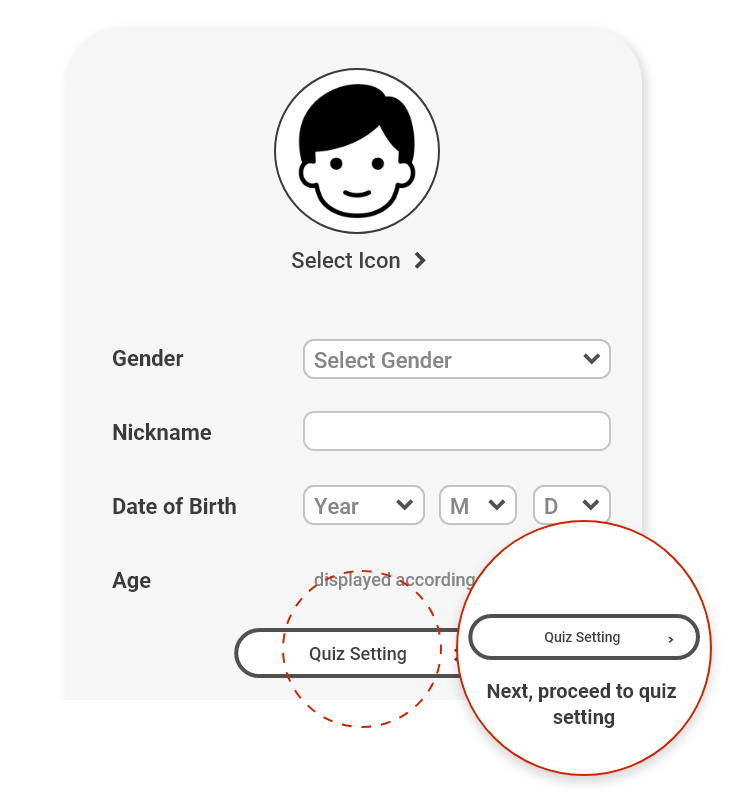 Select Icon
Gender
Select Gender
Nickname
Date of Birth
Year
M
D
Age
displayed according
Quiz Setting
Quiz Setting
Next, proceed to quiz
setting